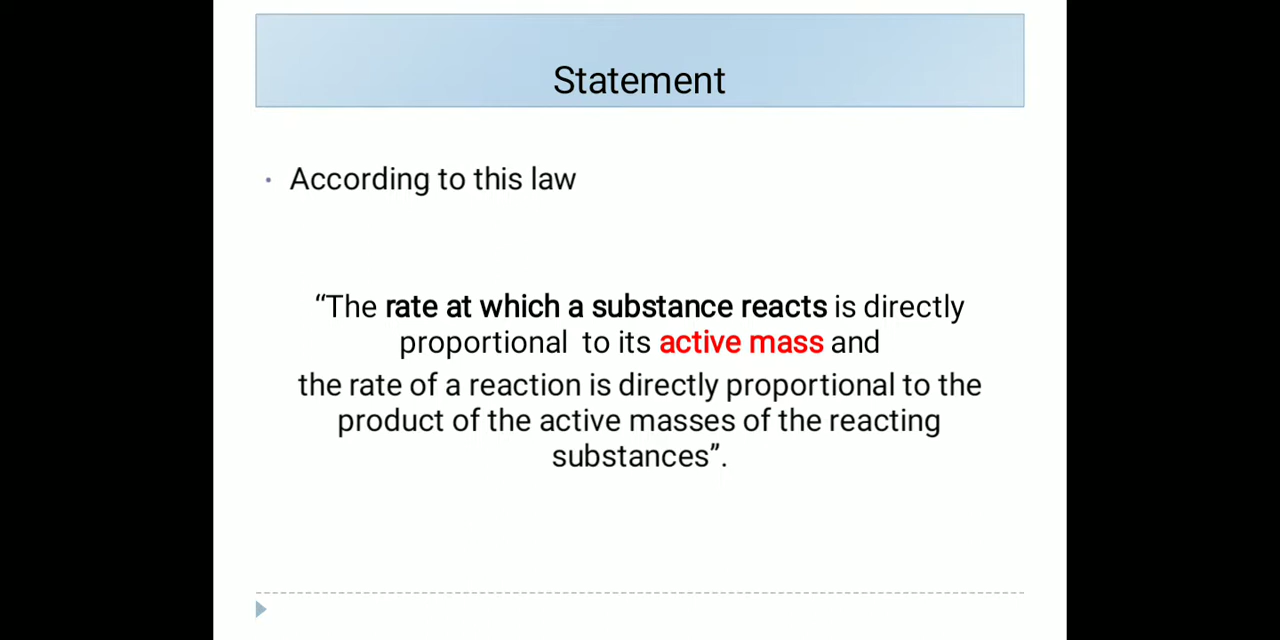 Statement
• According to this law
“The rate at which a substance reacts is directly
proportional to its active mass and
the rate of a reaction is directly proportional to the
product of the active masses of the reacting
substances”.